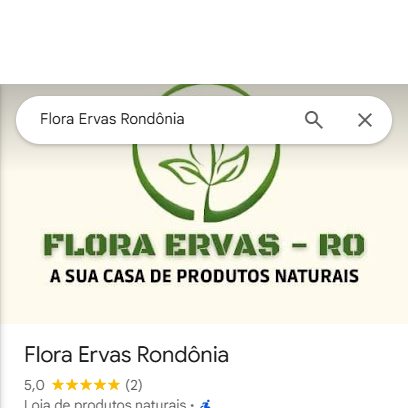 Flora Ervas Rondônia
FLORA ERVAS - RO
A SUA CASA DE PRODUTOS NATURAIS
Flora Ervas Rondônia
5,0 (2)
Loja de produtos naturais ·